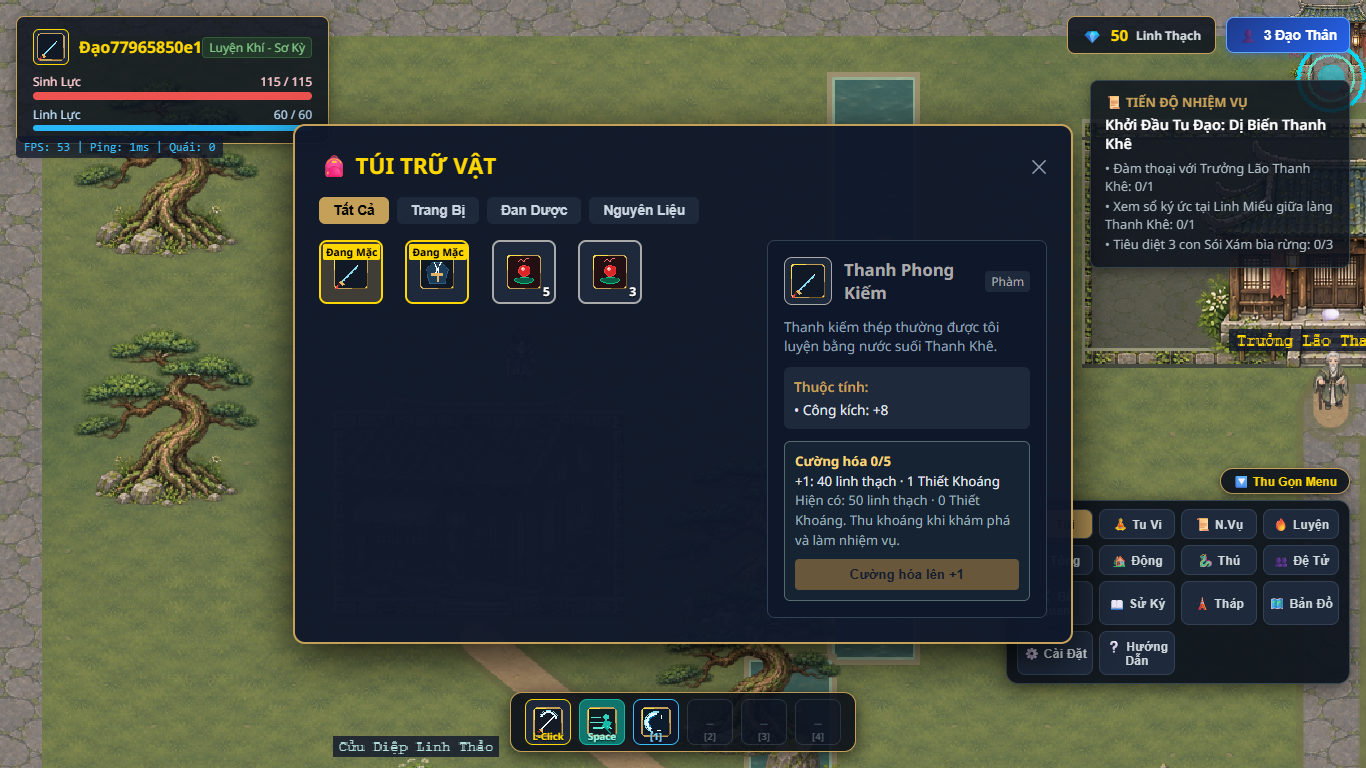 Đạo77965850e1
Luyện Khí - Sơ Kỳ
Sinh Lực
115 / 115
Linh Lực
60 / 60
FPS: 53 | Ping: 1ms | Quái: 0
50 Linh Thạch
3 Đạo Thân
TIẾN ĐỘ NHIỆM VỤ
Khởi Đầu Tu Đạo: Dị Biến Thanh
Khê
• Đàm thoại với Trưởng Lão Thanh
Khê: 0/1
• Xem sổ ký ức tại Linh Miếu giữa làng
Thanh Khê: 0/1
• Tiêu diệt 3 con Sói Xám bìa rừng: 0/3
TÚI TRỮ VẬT
Tất Cả
Trang Bị
Đan Dược
Nguyên Liệu
Đang Mặc
Đang Mặc
5
3
Thanh Phong
Kiếm
Phàm
Thanh kiếm thép thường được tôi
luyện bằng nước suối Thanh Khê.
Thuộc tính:
• Công kích: +8
Cường hóa 0/5
+1: 40 linh thạch · 1 Thiết Khoáng
Hiện có: 50 linh thạch · 0 Thiết
Khoáng. Thu khoáng khi khám phá
và làm nhiệm vụ.
Cường hóa lên +1
Trưởng Lão Tha
Thu Gọn Menu
Tu Vi
N.Vụ
Luyện
Động
Thú
Đệ Tử
Sử Ký
Tháp
Bản Đồ
Cài Đặt
Hướng
Dẫn
L-Click
Space
[1]
[2]
[3]
[4]
Cửu Diệp Linh Thảo